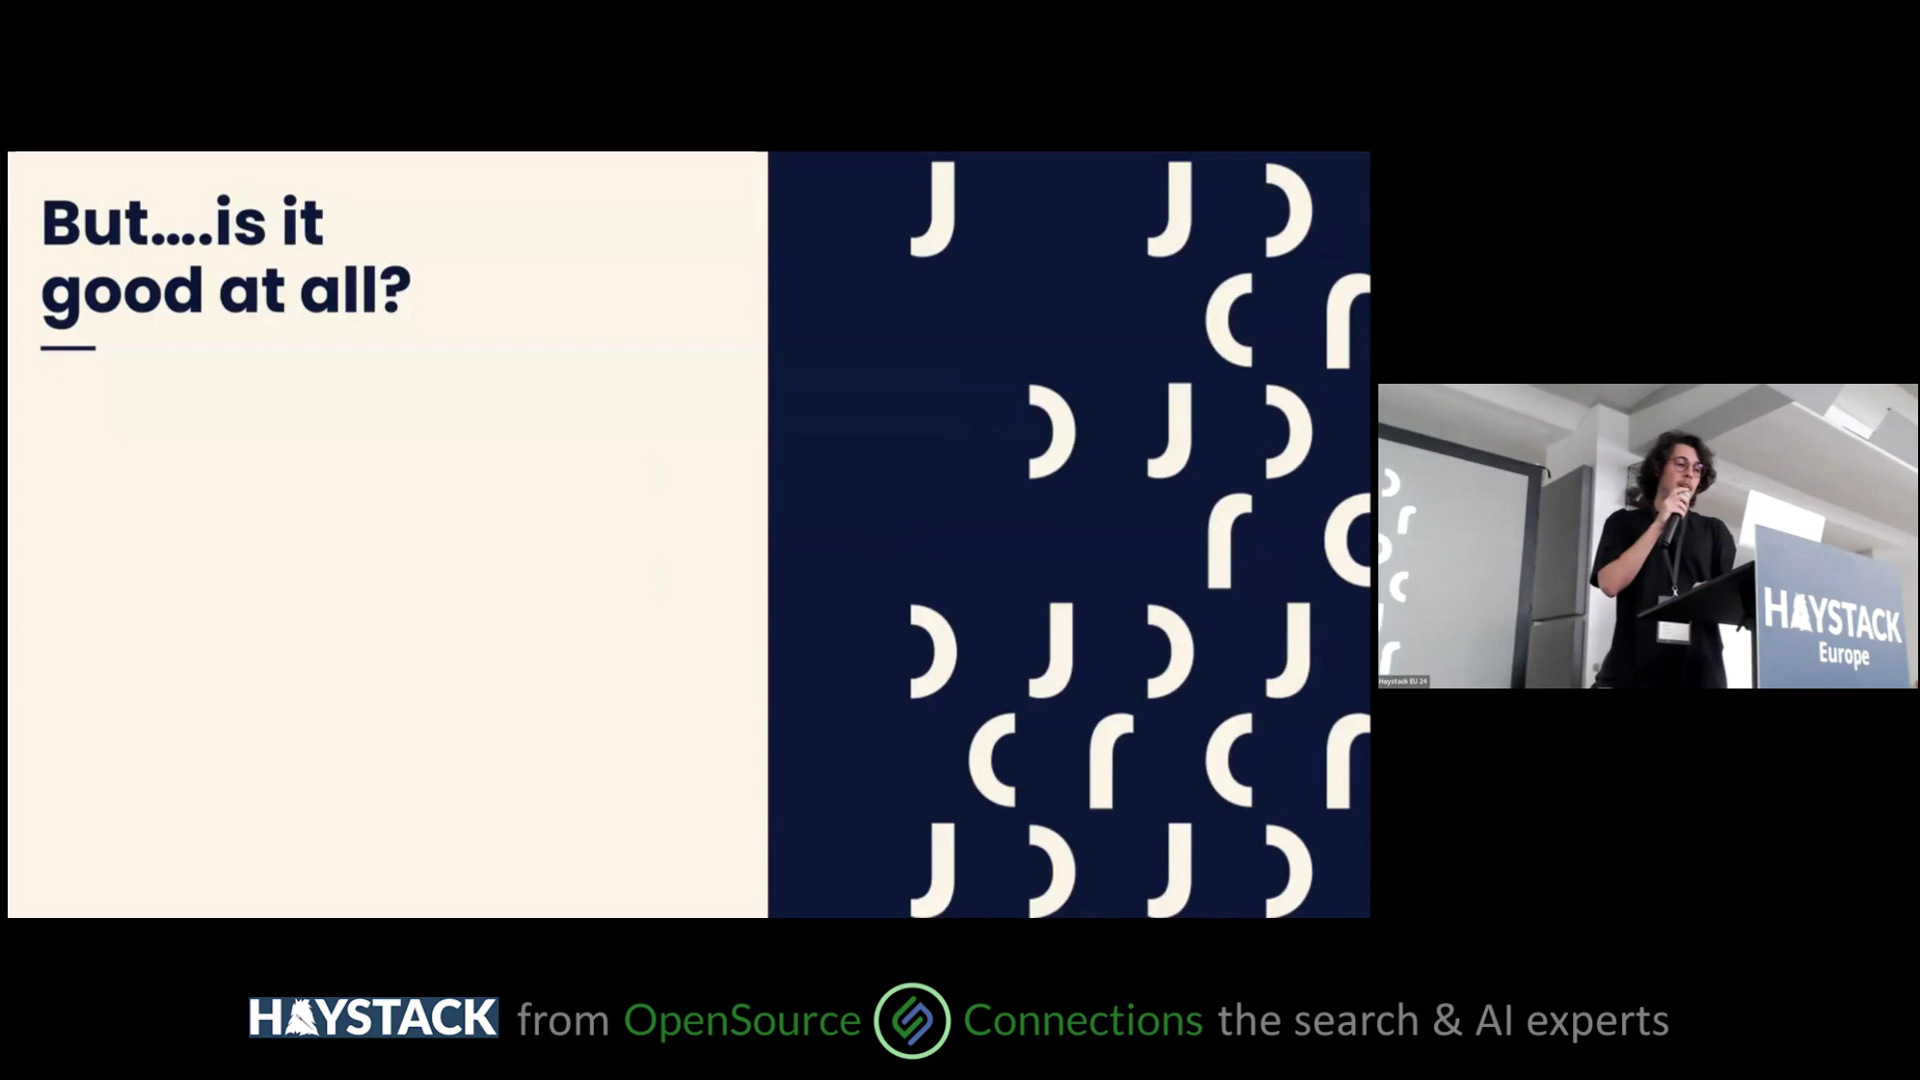 But....is it
good at all?
HAYSTACK
Europe
Haystack EU 24
HAYSTACK from OpenSource Connections the search & AI experts